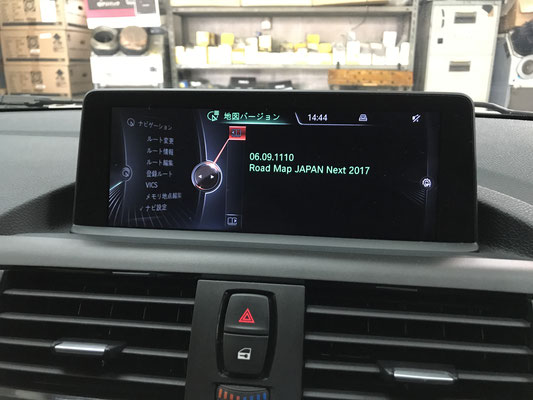 地図バージョン
14:44
ナビゲーション
ルート変更
ルート情報
ルート編集
登録ルート
VICS
メモリ地点編集
ナビ設定
06.09.1110
Road Map JAPAN Next 2017